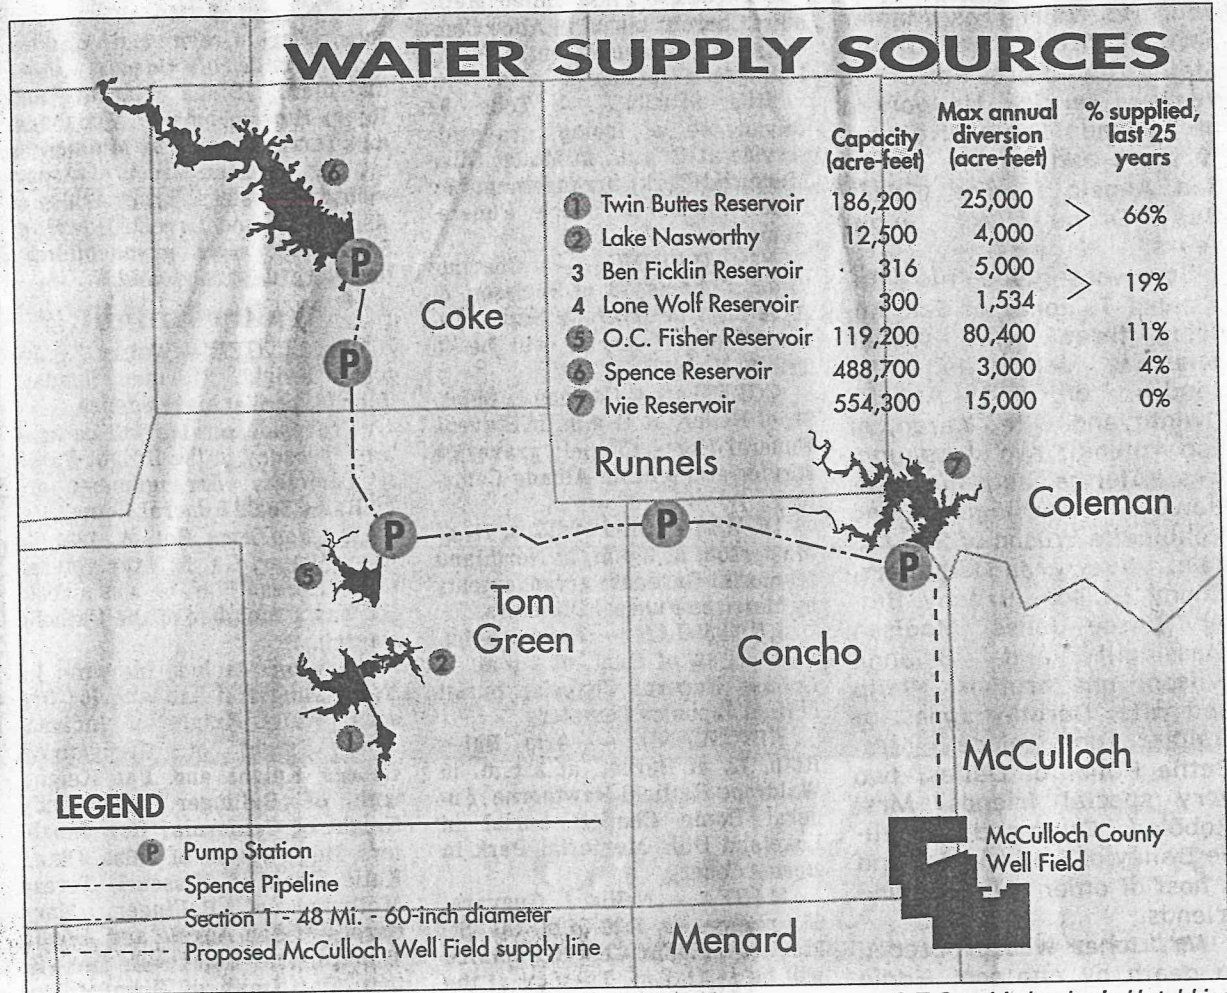 WATER SUPPLY SOURCES
Capacity (acre-feet)
Max annual diversion (acre-feet)
% supplied, last 25 years
1 Twin Buttes Reservoir 186,200 25,000
2 Lake Nasworthy 12,500 4,000
> 66%
3 Ben Ficklin Reservoir 316 5,000
4 Lone Wolf Reservoir 300 1,534
> 19%
5 O.C. Fisher Reservoir 119,200 80,400 11%
6 Spence Reservoir 488,700 3,000 4%
7 Ivie Reservoir 554,300 15,000 0%
6
P
Coke
P
Runnels
7
Coleman
P
P
P
5
Tom
Green
2
Concho
1
McCulloch
McCulloch County
Well Field
Menard
LEGEND
P Pump Station
Spence Pipeline
Section 1 - 48 Mi. - 60-inch diameter
Proposed McCulloch Well Field supply line